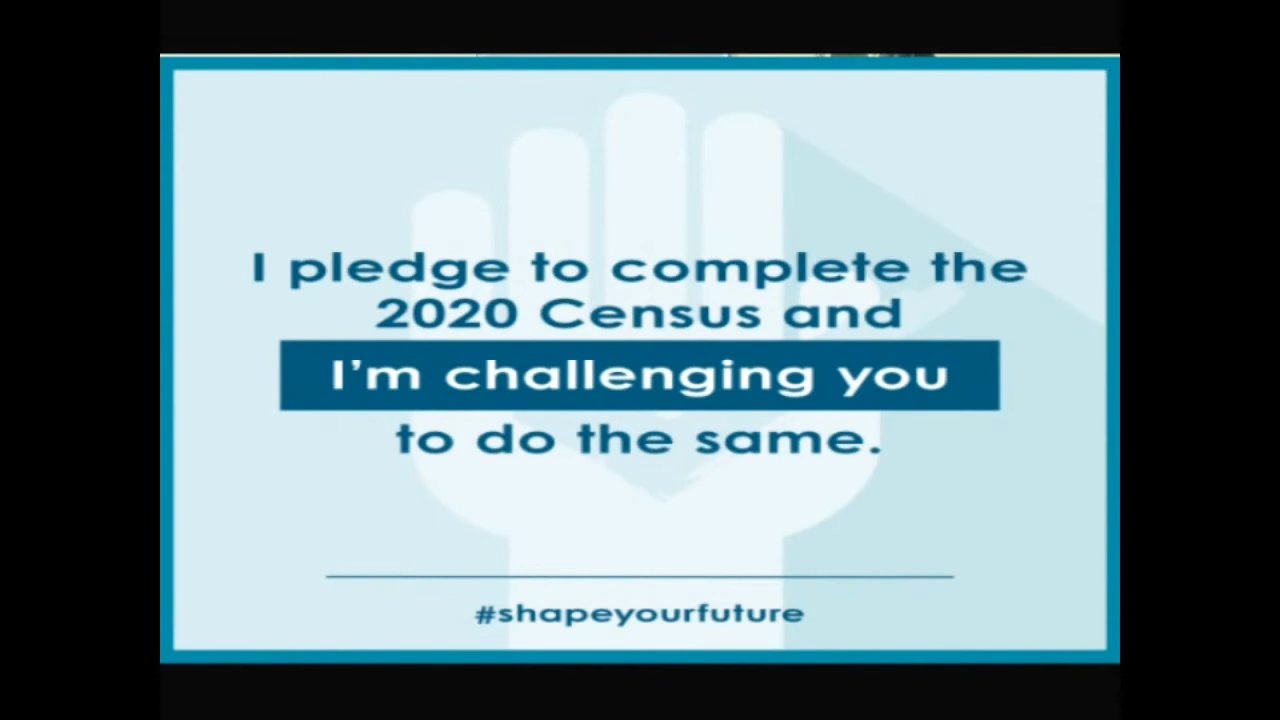 I pledge to complete the
2020 Census and
I'm challenging you
to do the same.
#shapeyourfuture